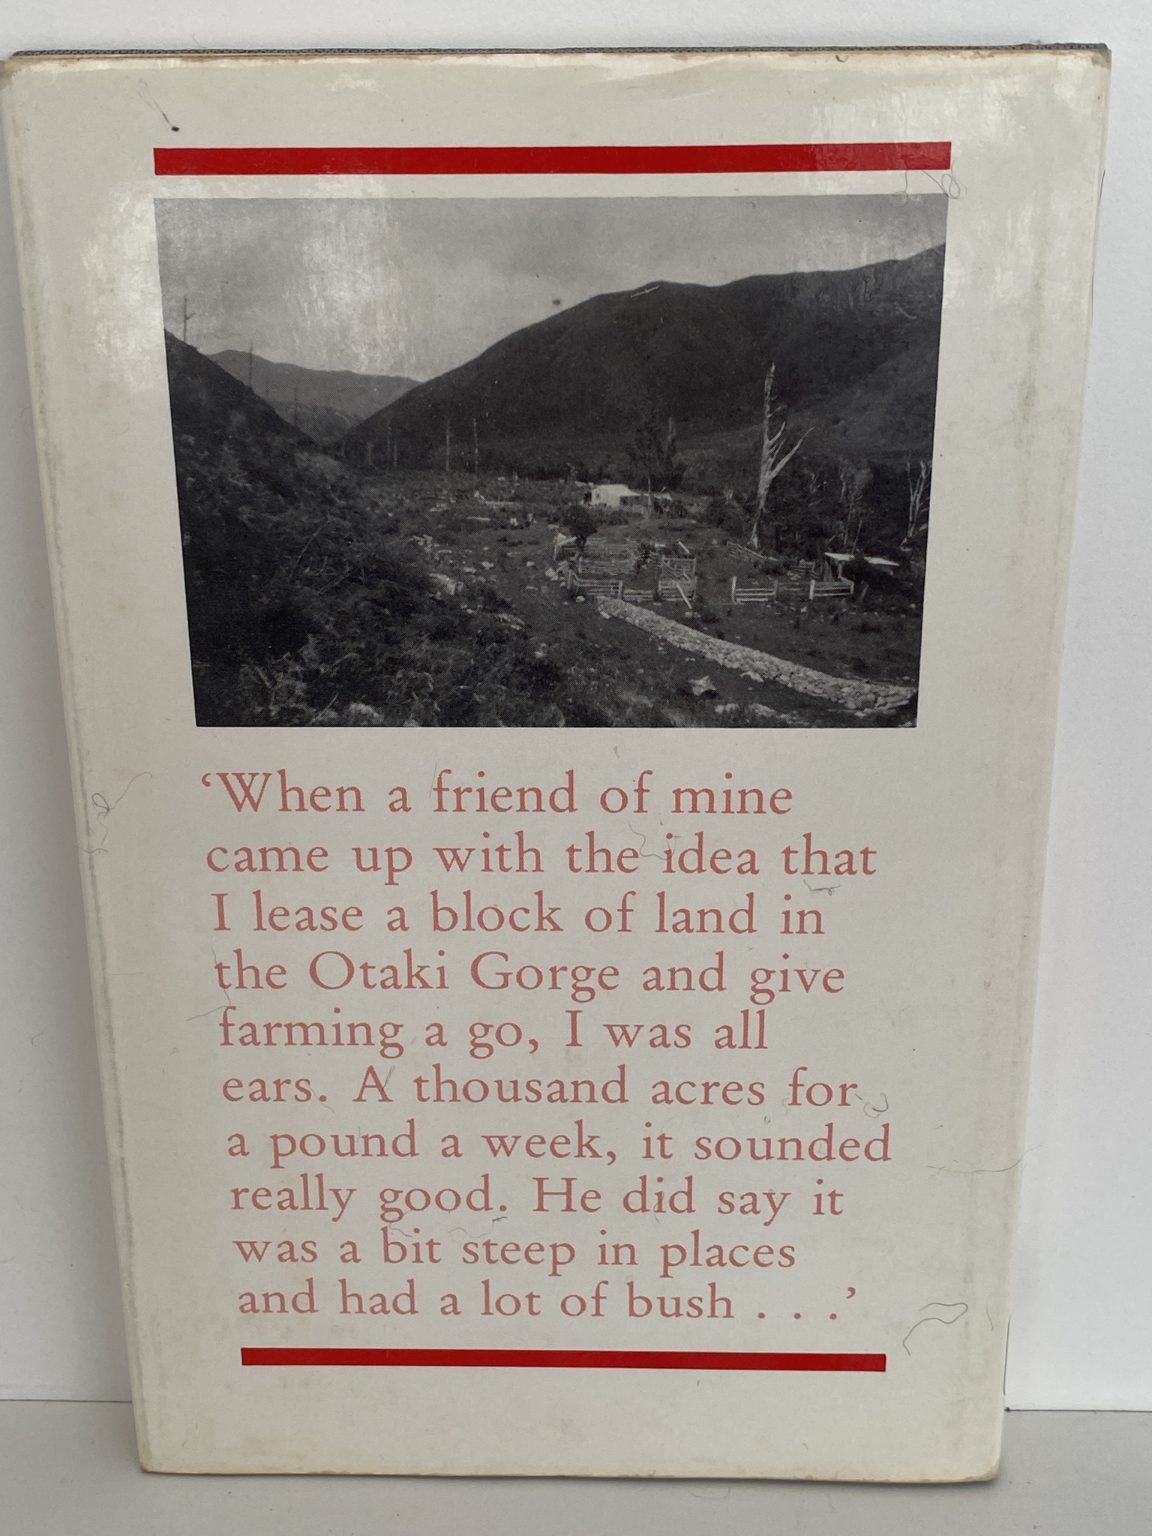 ‘When a friend of mine
came up with the idea that
I lease a block of land in
the Otaki Gorge and give
farming a go, I was all
ears. A thousand acres for
a pound a week, it sounded
really good. He did say it
was a bit steep in places
and had a lot of bush . . .’